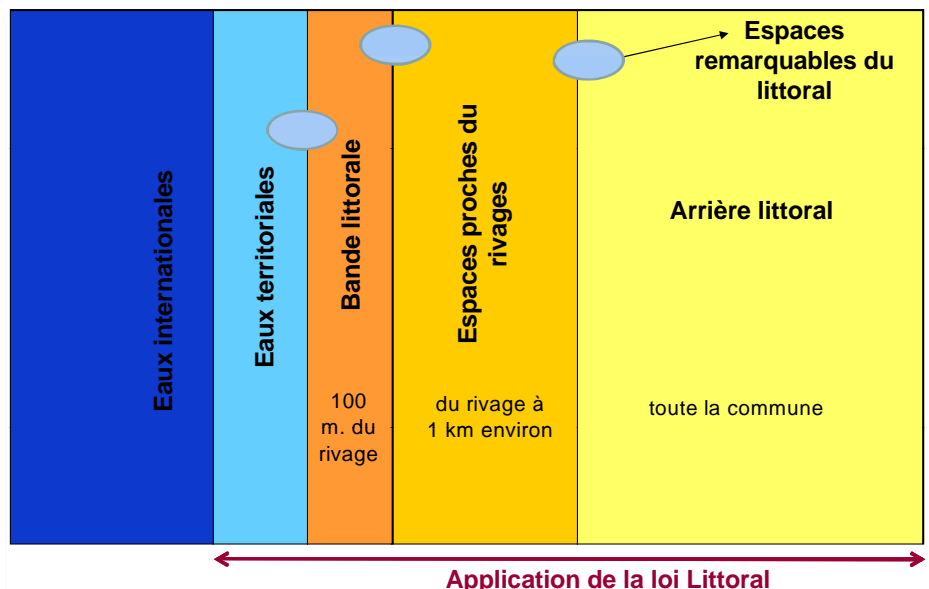 Espaces
remarquables du
littoral
Eaux internationales
Eaux territoriales
Bande littorale
Espaces proches du
rivages
Arrière littoral
100
m. du
rivage
du rivage à
1 km environ
toute la commune
Application de la loi Littoral